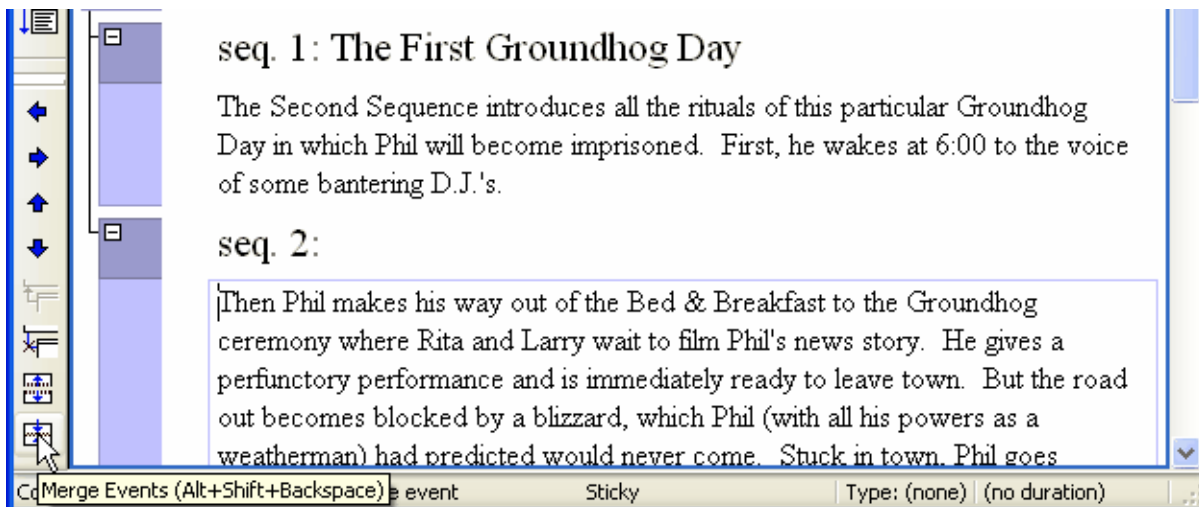 seq. 1: The First Groundhog Day
The Second Sequence introduces all the rituals of this particular Groundhog
Day in which Phil will become imprisoned.  First, he wakes at 6:00 to the voice
of some bantering D.J.'s.
seq. 2:
Then Phil makes his way out of the Bed & Breakfast to the Groundhog
ceremony where Rita and Larry wait to film Phil's news story.  He gives a
perfunctory performance and is immediately ready to leave town.  But the road
out becomes blocked by a blizzard, which Phil (with all his powers as a
weatherman) had predicted would never come.  Stuck in town, Phil goes
Merge Events (Alt+Shift+Backspace) event Sticky Type: (none) (no duration)